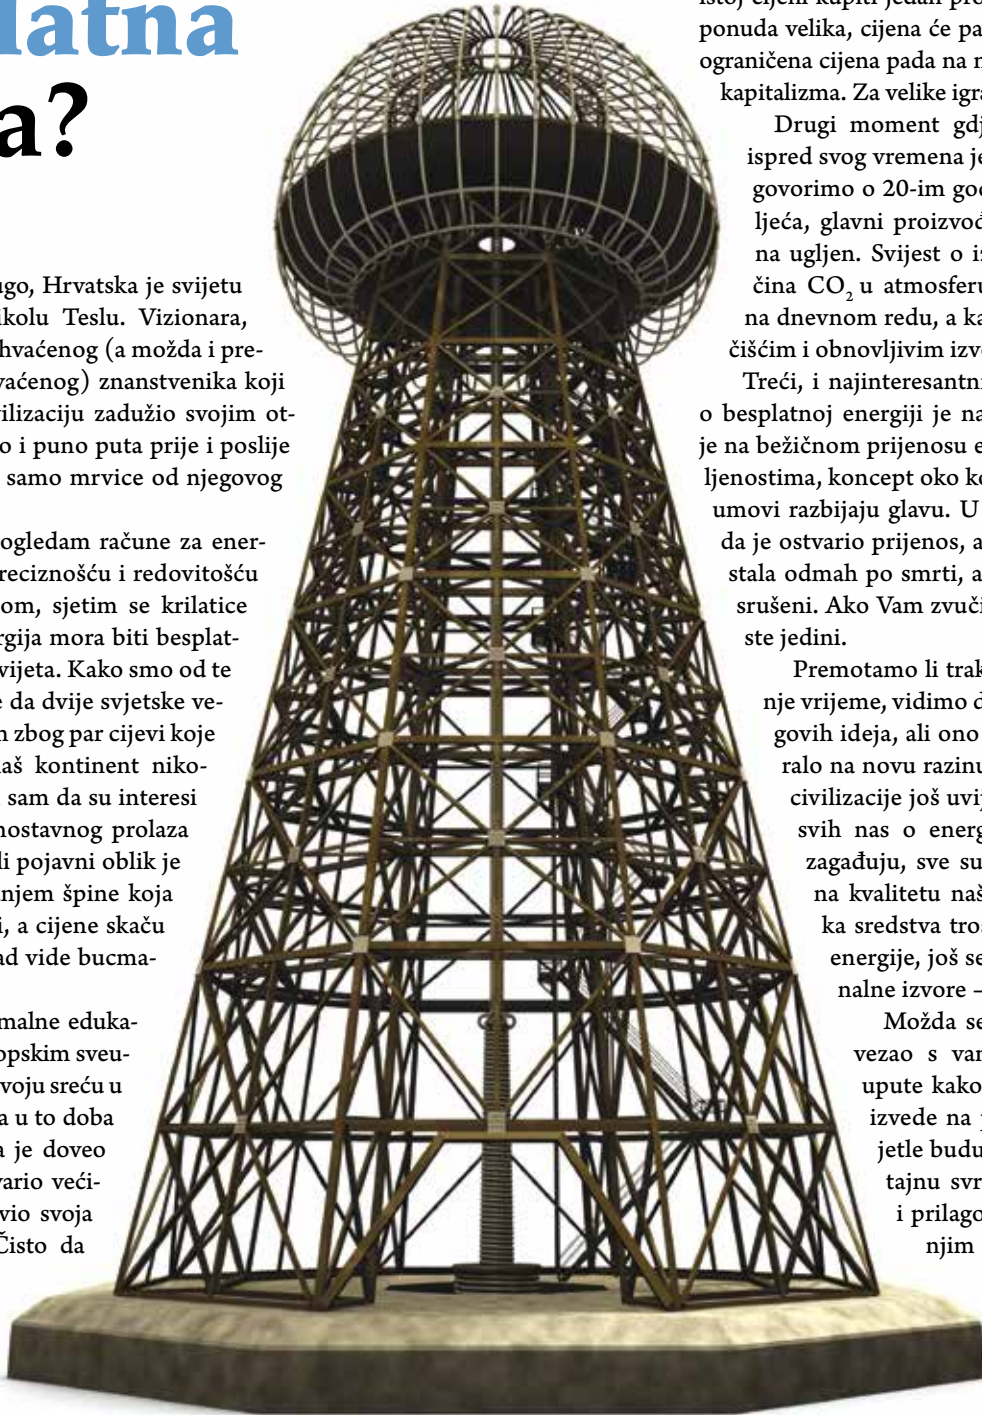 latna
a?
ugo, Hrvatska je svijetu
ikolu Teslu. Vizionara,
hvaćenog (a možda i pre-
vaćenog) znanstvenika koji
vilizaciju zadužio svojim ot-
o i puno puta prije i poslije
samo mrvice od njegovog
ogledam račune za ener-
reciznošću i redovitošću
om, sjetim se krilatice
rgija mora biti besplat-
vijeta. Kako smo od te
e da dvije svjetske ve-
n zbog par cijevi koje
naš kontinent niko-
sam da su interesi
nostavnog prolaza
li pojavni oblik je
njem špine koja
i, a cijene skaču
ad vide bucma-
malne eduka-
opskim sveu-
voju sreću u
a u to doba
a je doveo
vario veći-
vio svoja
Čisto da
istoj cijeni kupiti jedan pro
ponuda velika, cijena će pa
ograničena cijena pada na n
kapitalizma. Za velike igra
Drugi moment gdj
ispred svog vremena je
govorimo o 20-im god
ljeća, glavni proizvođ
na ugljen. Svijest o iz
čina CO₂ u atmosferu
na dnevnom redu, a ka
čišćim i obnovljivim izvo
Treći, i najinteresantni
o besplatnoj energiji je na
je na bežičnom prijenosu e
ljenostima, koncept oko ko
umovi razbijaju glavu. U
da je ostvario prijenos, a
stala odmah po smrti, a
srušeni. Ako Vam zvuči
ste jedini.
Premotamo li trak
nje vrijeme, vidimo d
govih ideja, ali ono
ralo na novu razinu
civilizacije još uvij
svih nas o energ
zagađuju, sve su
na kvalitetu naš
ka sredstva tros
energije, još se
nalne izvore –
Možda se
vezao s van
upute kako
izvede na p
jetle budu
tajnu svr
i prilago
njim